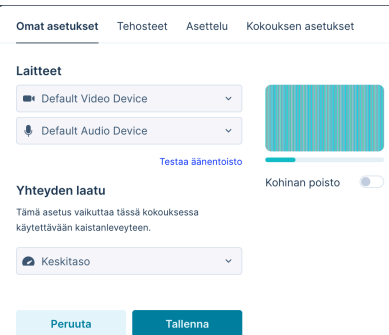 Omat asetukset Tehosteet Asettelu Kokouksen asetukset
Laitteet
Default Video Device
Default Audio Device
Testaa äänentoisto
Kohinan poisto
Yhteyden laatu
Tämä asetus vaikuttaa tässä kokouksessa
käytettävään kaistanleveyteen.
Keskitaso
Peruuta Tallenna